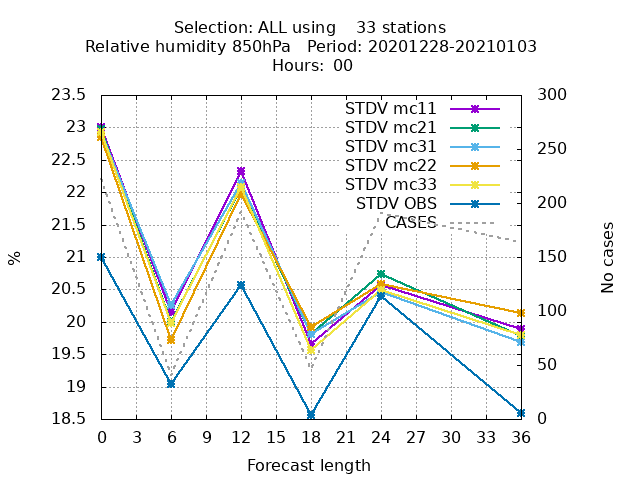 Selection: ALL using    33 stations
Relative humidity 850hPa   Period: 20201228-20210103
Hours:  00
23.5
23
22.5
22
21.5
21
20.5
20
19.5
19
18.5
%
STDV mc11
STDV mc21
STDV mc31
STDV mc22
STDV mc33
STDV OBS
CASES
300
250
200
150
100
50
0
No cases
0 3 6 9 12 15 18 21 24 27 30 33 36
Forecast length